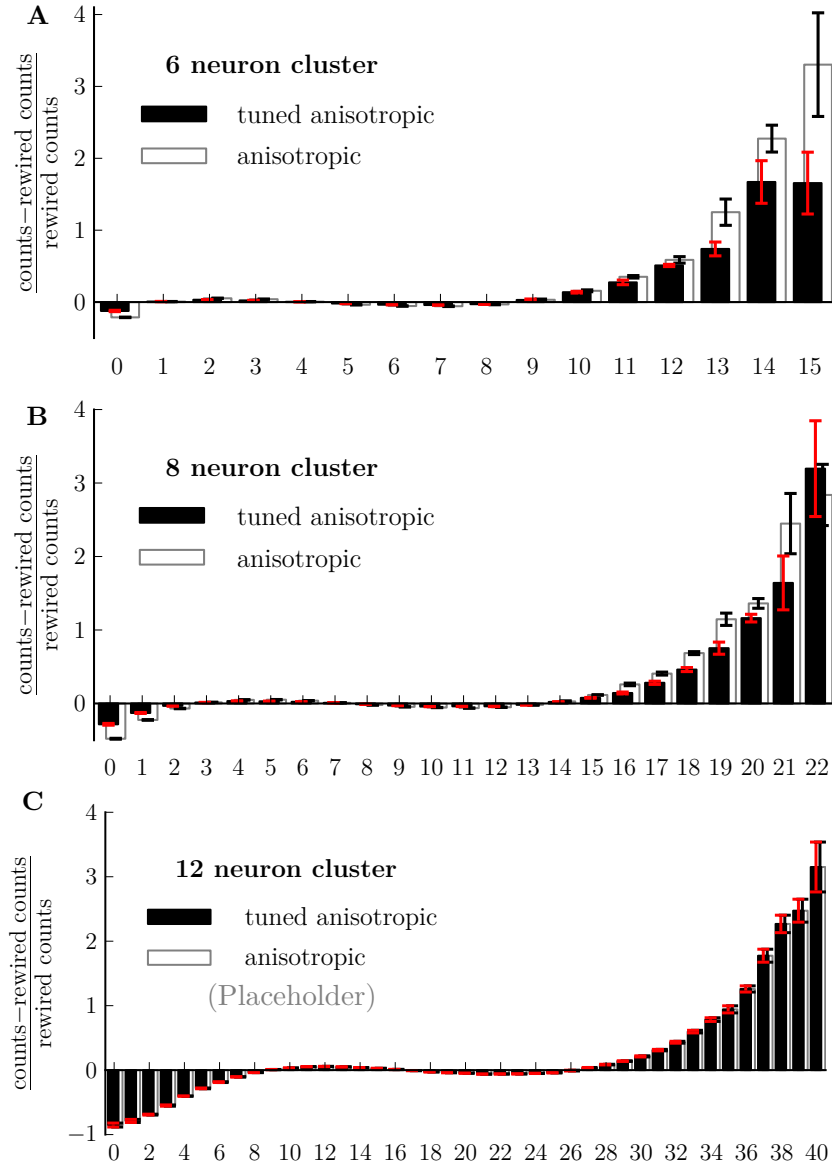 A
counts−rewired counts
rewired counts
4
3
2
1
0
6 neuron cluster
tuned anisotropic
anisotropic
0 1 2 3 4 5 6 7 8 9 10 11 12 13 14 15
B
counts−rewired counts
rewired counts
4
3
2
1
0
8 neuron cluster
tuned anisotropic
anisotropic
0 1 2 3 4 5 6 7 8 9 10 11 12 13 14 15 16 17 18 19 20 21 22
C
counts−rewired counts
rewired counts
4
3
2
1
0
−1
12 neuron cluster
tuned anisotropic
anisotropic
(Placeholder)
0 2 4 6 8 10 12 14 16 18 20 22 24 26 28 30 32 34 36 38 40